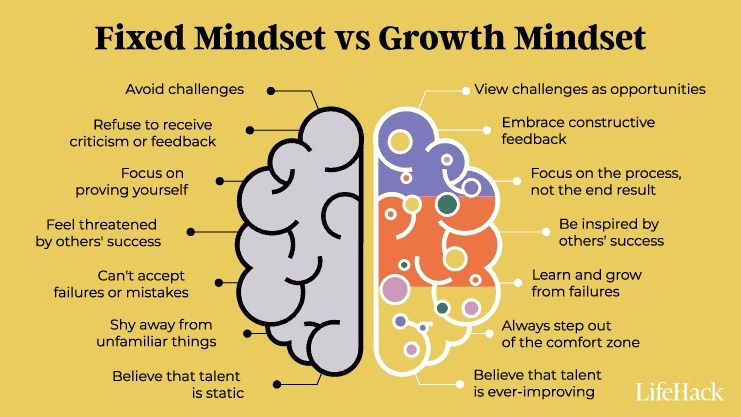 Fixed Mindset vs Growth Mindset
Avoid challenges
Refuse to receive
criticism or feedback
Focus on
proving yourself
Feel threatened
by others' success
Can't accept
failures or mistakes
Shy away from
unfamiliar things
Believe that talent
is static
View challenges as opportunities
Embrace constructive
feedback
Focus on the process,
not the end result
Be inspired by
others' success
Learn and grow
from failures
Always step out
of the comfort zone
Believe that talent
is ever-improving
LifeHack